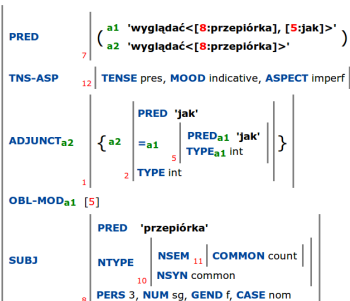 a1 'wyglądać<[8:przepiórka], [5:jak]>'
PRED
a2 'wyglądać<[8:przepiórka]>'
7
TNS-ASP 12 TENSE pres, MOOD indicative, ASPECT imperf
PRED 'jak'
ADJUNCTa2 { a2 =a1 PREDa1 'jak' }
5 TYPEa1 int
2 TYPE int
1
OBL-MODa1 [5]
PRED 'przepiórka'
NTYPE NSEM 11 COMMON count
SUBJ
10 NSYN common
8 PERS 3, NUM sg, GEND f, CASE nom